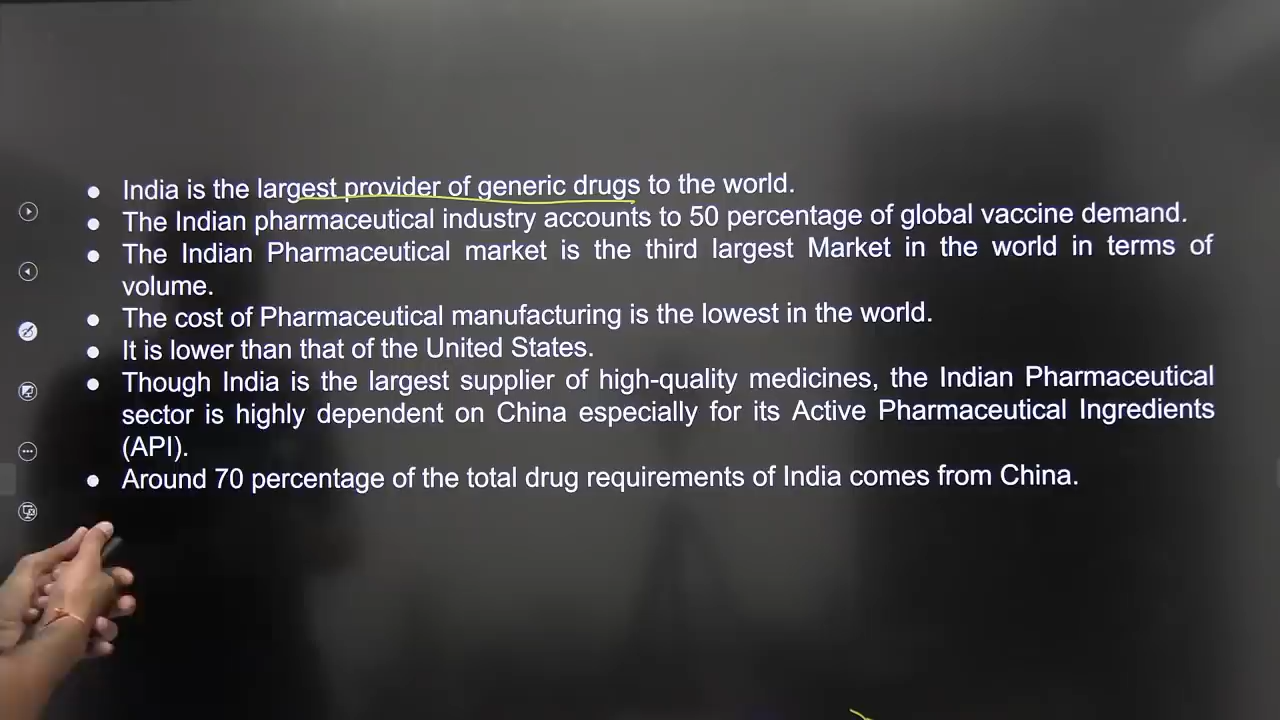 ● India is the largest provider of generic drugs to the world.
● The Indian pharmaceutical industry accounts to 50 percentage of global vaccine demand.
● The Indian Pharmaceutical market is the third largest Market in the world in terms of
volume.
● The cost of Pharmaceutical manufacturing is the lowest in the world.
● It is lower than that of the United States.
● Though India is the largest supplier of high-quality medicines, the Indian Pharmaceutical
sector is highly dependent on China especially for its Active Pharmaceutical Ingredients
(API).
● Around 70 percentage of the total drug requirements of India comes from China.